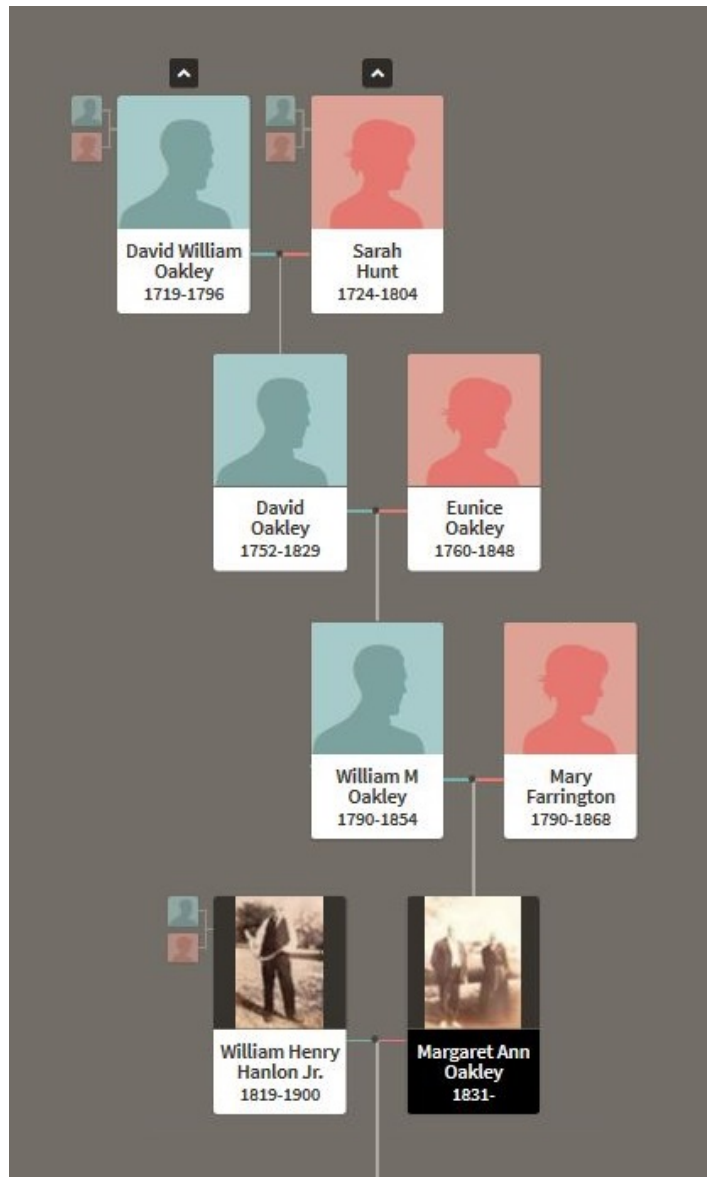 David William
Oakley
1719-1796
Sarah
Hunt
1724-1804
David
Oakley
1752-1829
Eunice
Oakley
1760-1848
William M
Oakley
1790-1854
Mary
Farrington
1790-1868
William Henry
Hanlon Jr.
1819-1900
Margaret Ann
Oakley
1831-